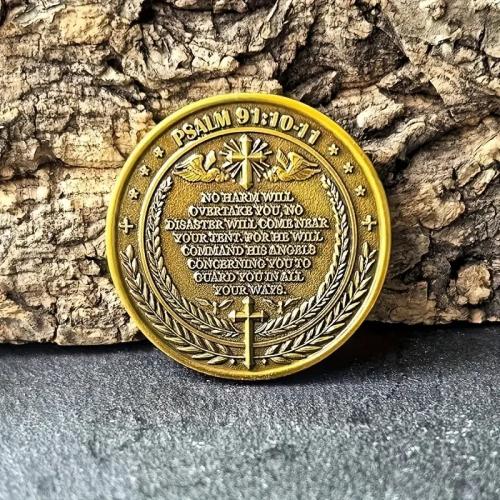 PSALM 91:10-11
NO HARM WILL
OVERTAKE YOU, NO
DISASTER WILL COME NEAR
YOUR TENT. FOR HE WILL
COMMAND HIS ANGELS
CONCERNING YOU TO
GUARD YOU IN ALL
YOUR WAYS.